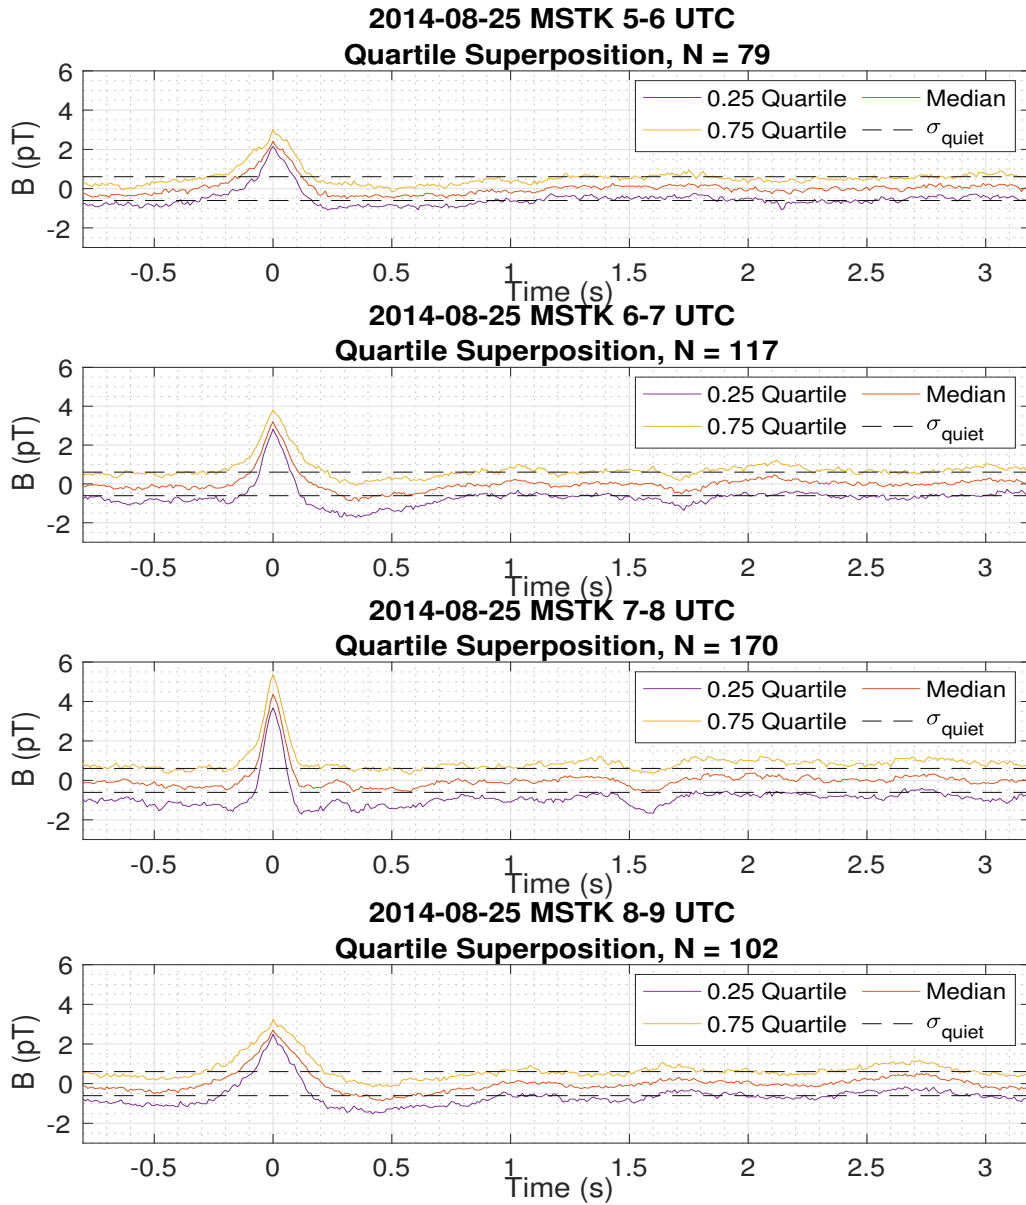 2014-08-25 MSTK 5-6 UTC
Quartile Superposition, N = 79
6
4
2
0
-2
B (pT)
0.25 Quartile
Median
0.75 Quartile
σquiet
-0.5
0
0.5
1
1.5
2
2.5
3
Time (s)
2014-08-25 MSTK 6-7 UTC
Quartile Superposition, N = 117
6
4
2
0
-2
B (pT)
0.25 Quartile
Median
0.75 Quartile
σquiet
-0.5
0
0.5
1
1.5
2
2.5
3
Time (s)
2014-08-25 MSTK 7-8 UTC
Quartile Superposition, N = 170
6
4
2
0
-2
B (pT)
0.25 Quartile
Median
0.75 Quartile
σquiet
-0.5
0
0.5
1
1.5
2
2.5
3
Time (s)
2014-08-25 MSTK 8-9 UTC
Quartile Superposition, N = 102
6
4
2
0
-2
B (pT)
0.25 Quartile
Median
0.75 Quartile
σquiet
-0.5
0
0.5
1
1.5
2
2.5
3
Time (s)